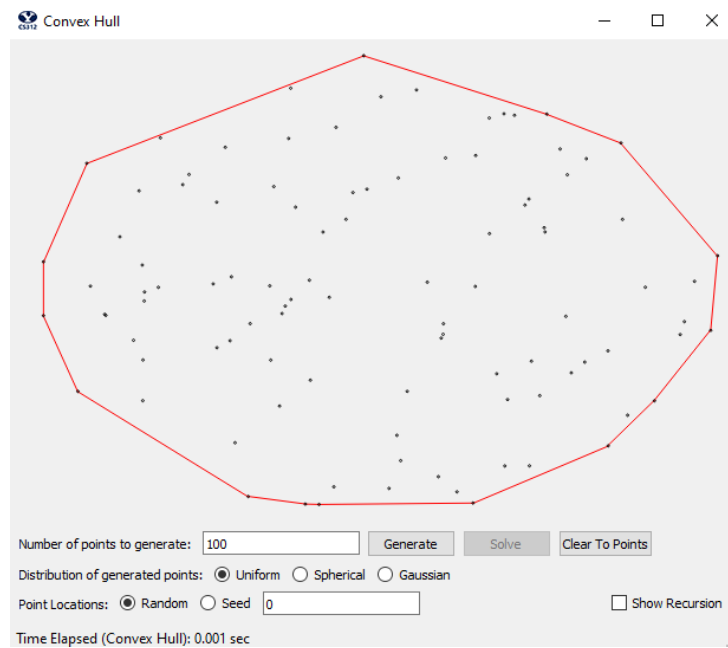 CS312 Convex Hull
Number of points to generate: 100 Generate Solve Clear To Points
Distribution of generated points: Uniform Spherical Gaussian
Point Locations: Random Seed 0 Show Recursion
Time Elapsed (Convex Hull): 0.001 sec